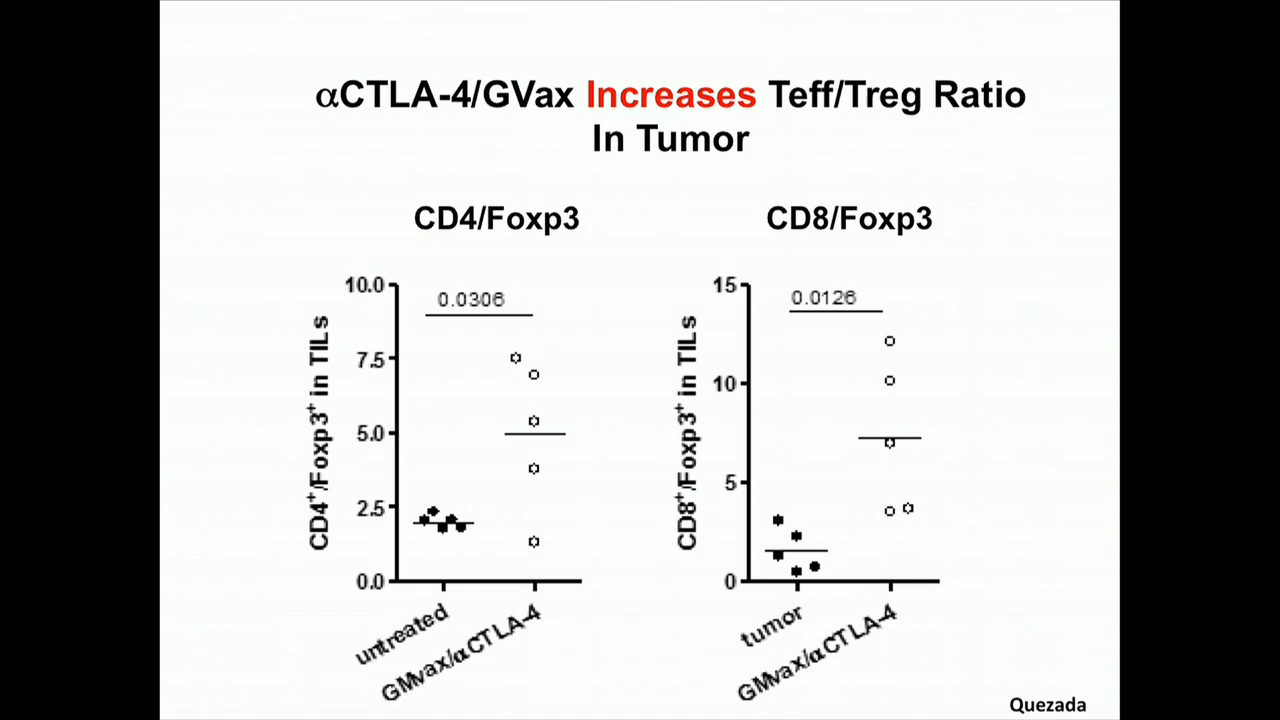 αCTLA-4/GVax Increases Teff/Treg Ratio
In Tumor
CD4/Foxp3
CD8/Foxp3
CD4+/Foxp3+ in TILs
10.0
7.5
5.0
2.5
0.0
0.0306
untreated
GMvax/αCTLA-4
CD8+/Foxp3+ in TILs
15
10
5
0
0.0126
tumor
GMvax/αCTLA-4
Quezada